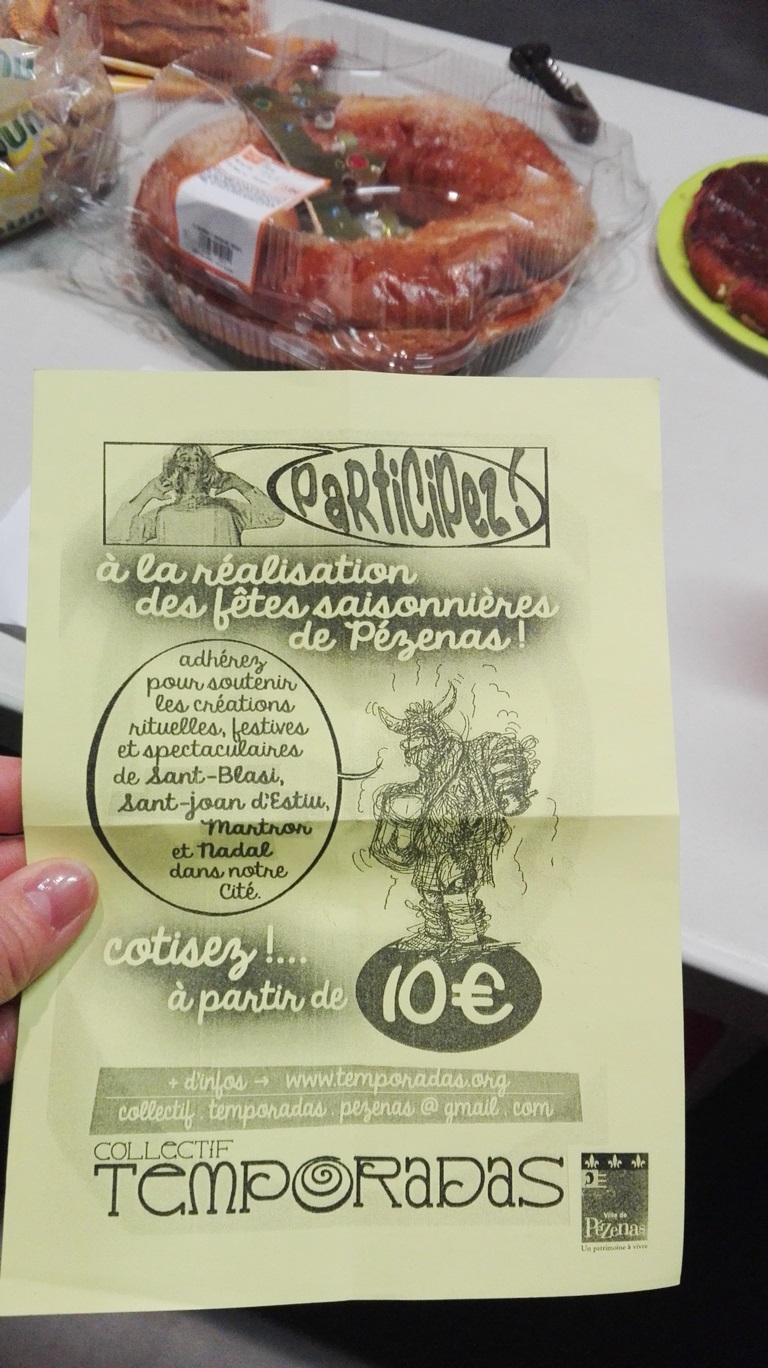 PARTICIPEZ!
à la réalisation
des fêtes saisonnières
de Pézenas !
adhérez
pour soutenir
les créations
rituelles, festives
et spectaculaires
de Sant-Blasi,
Sant-joan d'Estiu,
Martror
et Nadal
dans notre
Cité.
cotisez !...
à partir de
10€
+ d'infos → www.temporadas.org
collectif.temporadas.pezenas@gmail.com
COLLECTIF
TEMPORADAS
Ville de
Pézenas
Un patrimoine à vivre